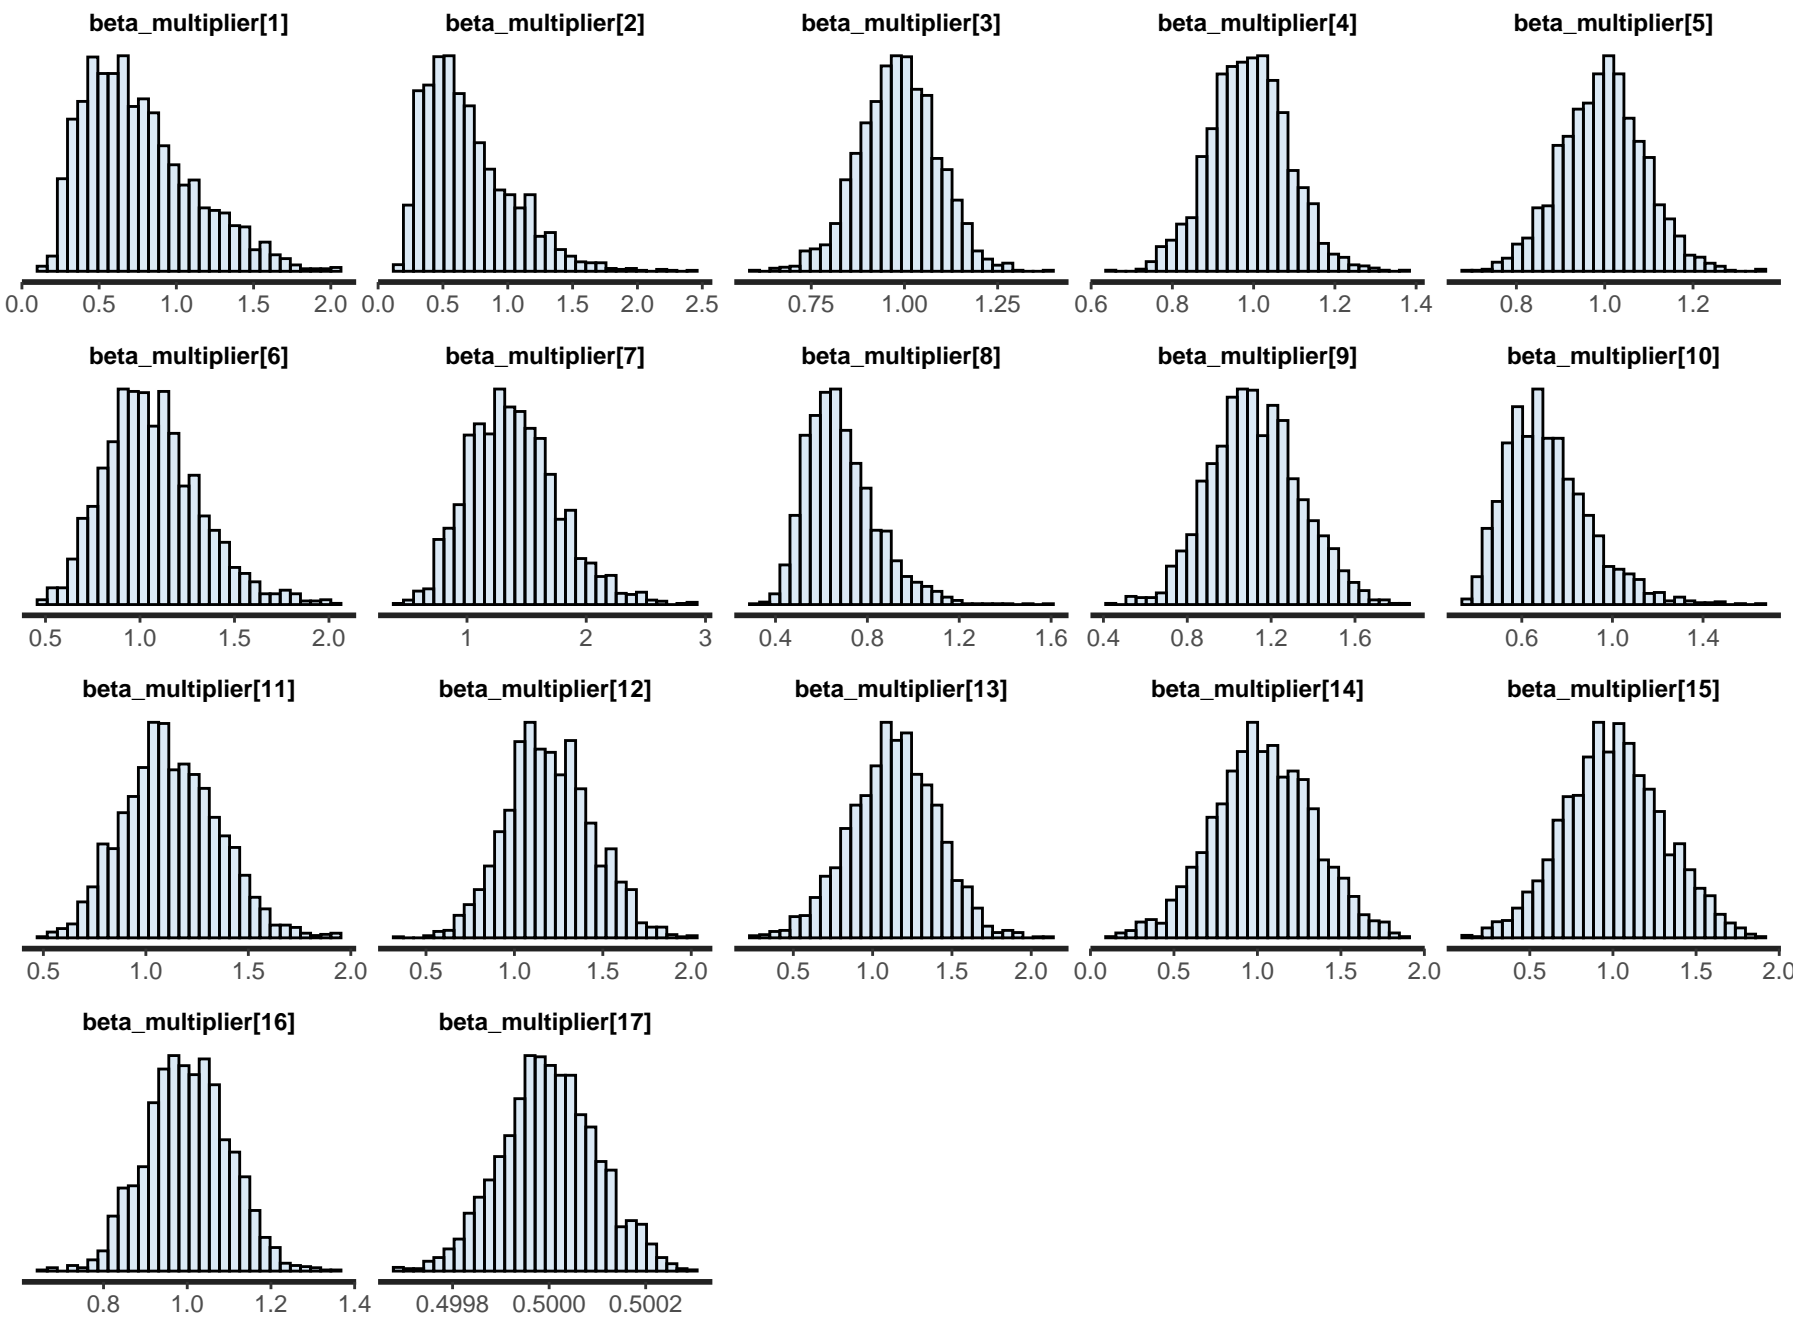 beta_multiplier[1] beta_multiplier[2] beta_multiplier[3] beta_multiplier[4] beta_multiplier[5]
0.0 0.5 1.0 1.5 2.0 0.0 0.5 1.0 1.5 2.0 2.5 0.75 1.00 1.25 0.6 0.8 1.0 1.2 1.4 0.8 1.0 1.2
beta_multiplier[6] beta_multiplier[7] beta_multiplier[8] beta_multiplier[9] beta_multiplier[10]
0.5 1.0 1.5 2.0 1 2 3 0.4 0.8 1.2 1.6 0.4 0.8 1.2 1.6 0.6 1.0 1.4
beta_multiplier[11] beta_multiplier[12] beta_multiplier[13] beta_multiplier[14] beta_multiplier[15]
0.5 1.0 1.5 2.0 0.5 1.0 1.5 2.0 0.5 1.0 1.5 2.0 0.0 0.5 1.0 1.5 2.0 0.5 1.0 1.5 2.0
beta_multiplier[16] beta_multiplier[17]
0.8 1.0 1.2 1.4 0.4998 0.5000 0.5002